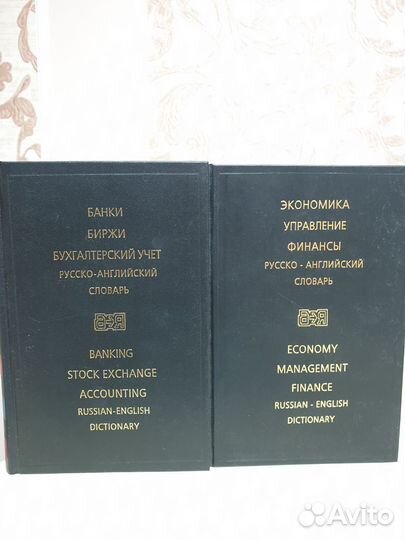 БАНКИ
БИРЖИ
БУХГАЛТЕРСКИЙ УЧЕТ
РУССКО-АНГЛИЙСКИЙ
СЛОВАРЬ
BANKING
STOCK EXCHANGE
ACCOUNTING
RUSSIAN-ENGLISH
DICTIONARY
ЭКОНОМИКА
УПРАВЛЕНИЕ
ФИНАНСЫ
РУССКО - АНГЛИЙСКИЙ
СЛОВАРЬ
ECONOMY
MANAGEMENT
FINANCE
RUSSIAN - ENGLISH
DICTIONARY
Avito